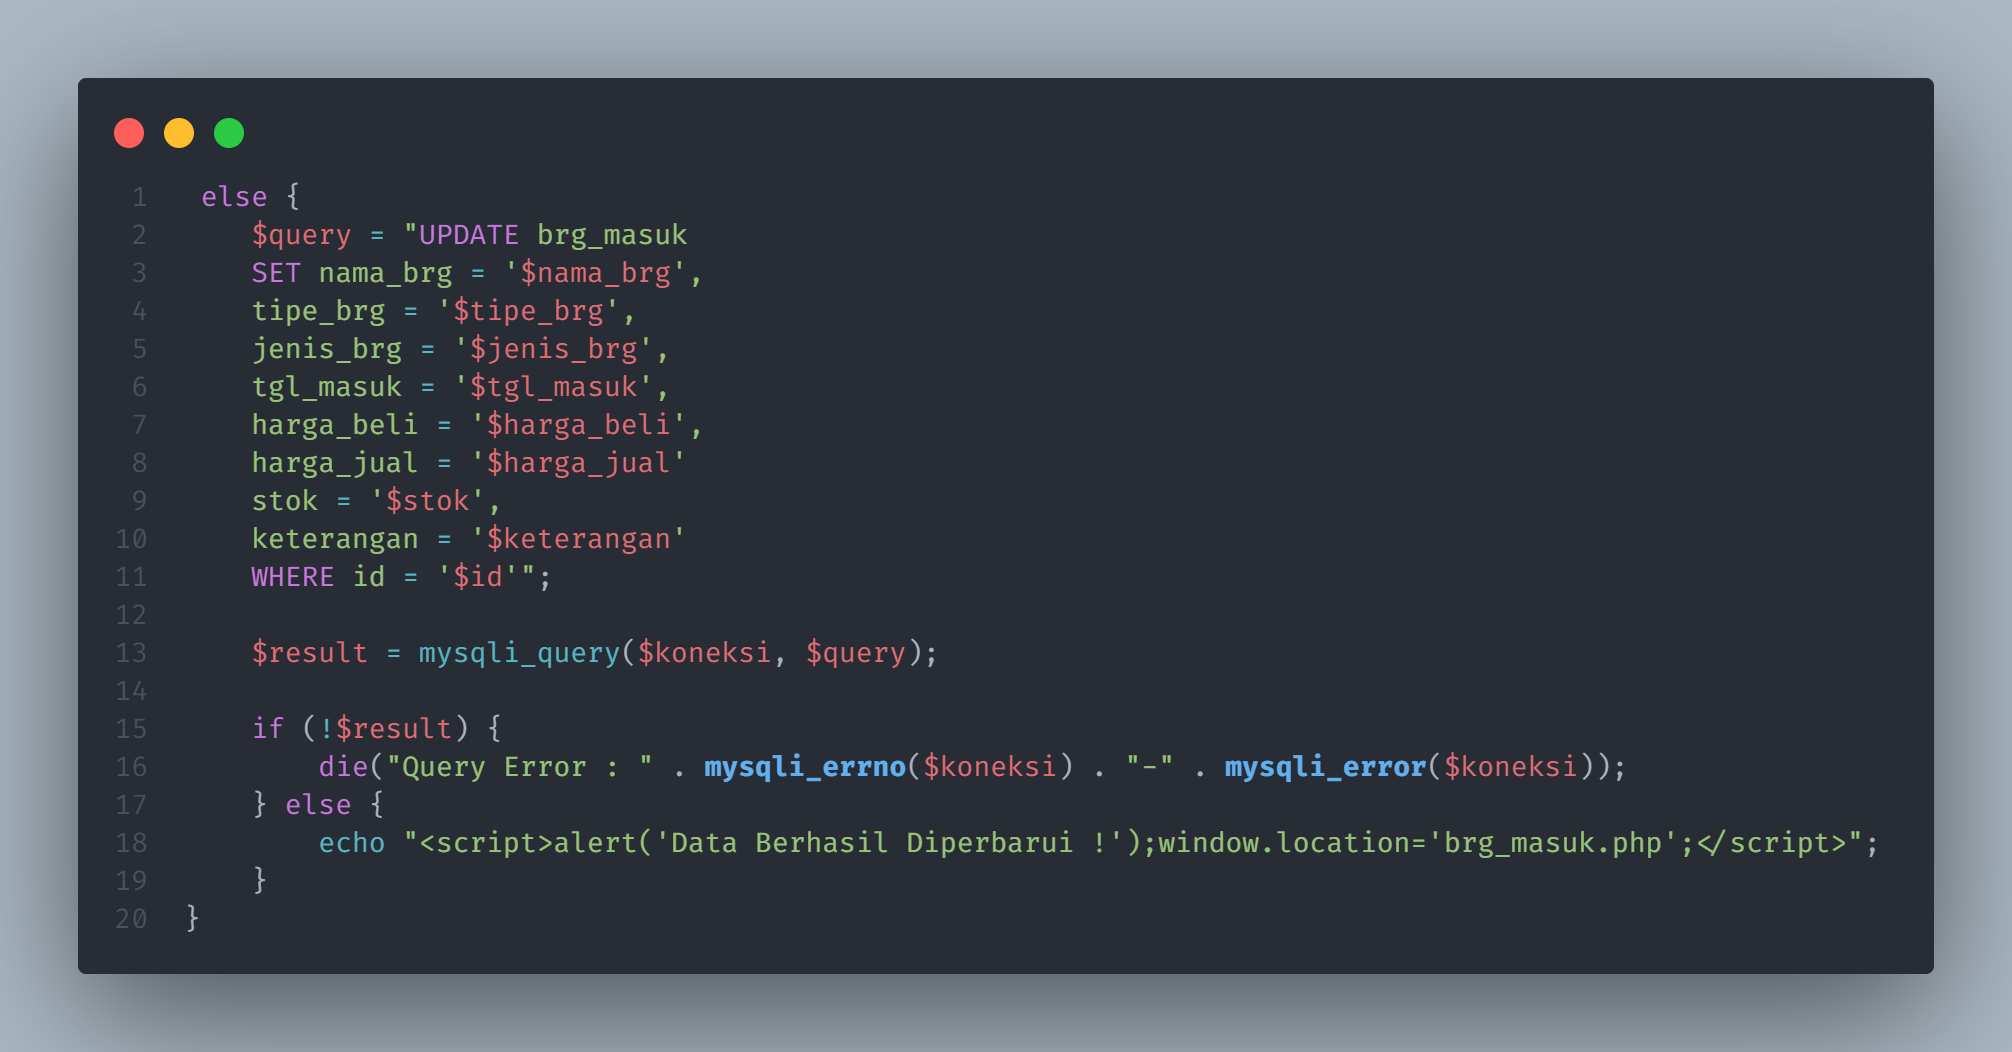 1 else {
2 $query = "UPDATE brg_masuk
3 SET nama_brg = '$nama_brg',
4 tipe_brg = '$tipe_brg',
5 jenis_brg = '$jenis_brg',
6 tgl_masuk = '$tgl_masuk',
7 harga_beli = '$harga_beli',
8 harga_jual = '$harga_jual'
9 stok = '$stok',
10 keterangan = '$keterangan'
11 WHERE id = '$id'";
12
13 $result = mysqli_query($koneksi, $query);
14
15 if (!$result) {
16 die("Query Error : " . mysqli_errno($koneksi) . "-" . mysqli_error($koneksi));
17 } else {
18 echo "<script>alert('Data Berhasil Diperbarui !');window.location='brg_masuk.php';</script>";
19 }
20 }